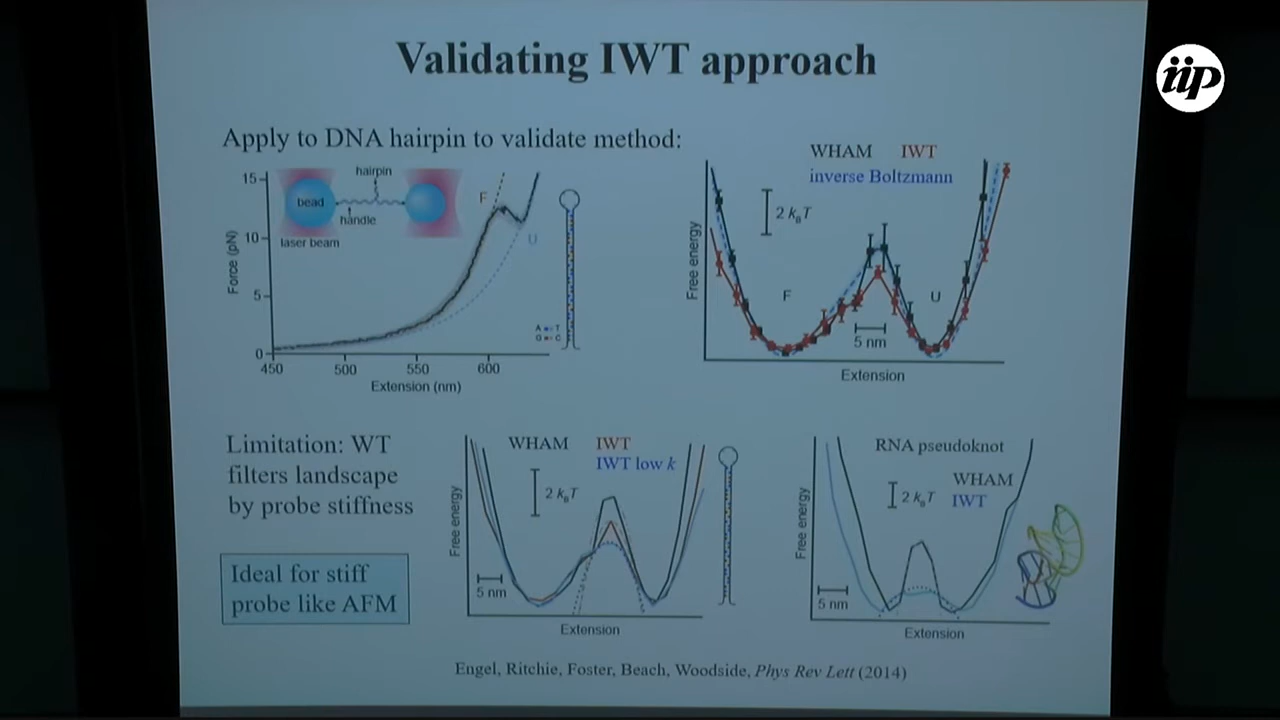 Validating IWT approach
iip
Apply to DNA hairpin to validate method:
hairpin
bead
handle
laser beam
F
U
15
10
5
0
Force (pN)
450 500 550 600
Extension (nm)
A T
G C
WHAM IWT
inverse Boltzmann
2 kBT
Free energy
F
U
5 nm
Extension
Limitation: WT
filters landscape
by probe stiffness
Ideal for stiff
probe like AFM
WHAM IWT
IWT low k
2 kBT
Free energy
5 nm
Extension
RNA pseudoknot
WHAM
IWT
2 kBT
Free energy
5 nm
Extension
Engel, Ritchie, Foster, Beach, Woodside, Phys Rev Lett (2014)